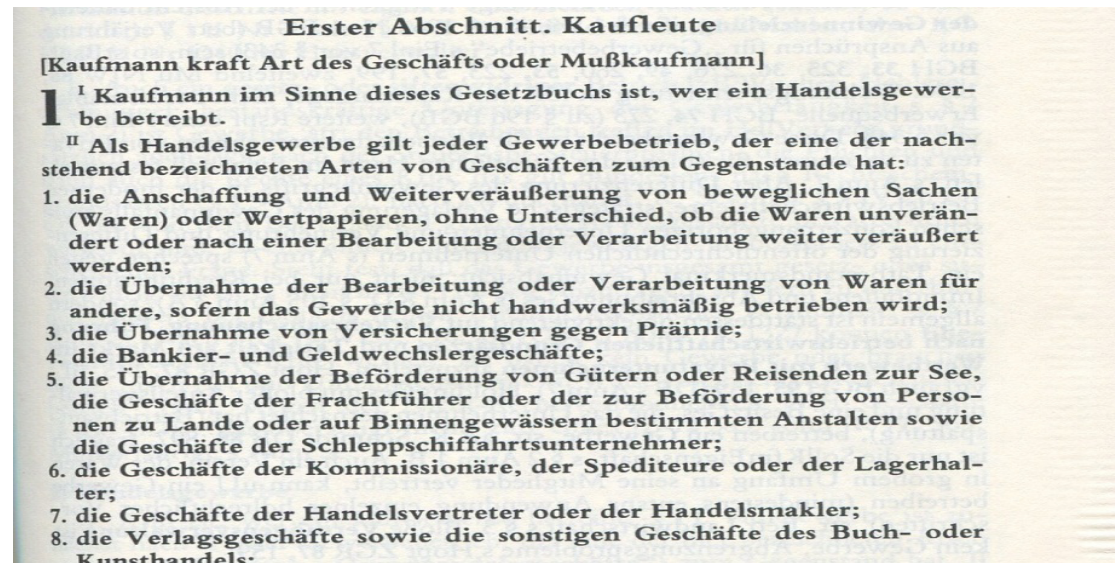 Erster Abschnitt. Kaufleute
[Kaufmann kraft Art des Geschäfts oder Mußkaufmann]
1 I Kaufmann im Sinne dieses Gesetzbuchs ist, wer ein Handelsgewer-
be betreibt.
II Als Handelsgewerbe gilt jeder Gewerbebetrieb, der eine der nach-
stehend bezeichneten Arten von Geschäften zum Gegenstand hat:
1. die Anschaffung und Weiterveräußerung von beweglichen Sachen
(Waren) oder Wertpapieren, ohne Unterschied, ob die Waren unverän-
dert oder nach einer Bearbeitung oder Verarbeitung weiter veräußert
werden;
2. die Übernahme der Bearbeitung oder Verarbeitung von Waren für
andere, sofern das Gewerbe nicht handwerksmäßig betrieben wird;
3. die Übernahme von Versicherungen gegen Prämie;
4. die Bankier- und Geldwechslergeschäfte;
5. die Übernahme der Beförderung von Gütern oder Reisenden zur See,
die Geschäfte der Frachtführer oder der zur Beförderung von Perso-
nen zu Lande oder auf Binnengewässern bestimmten Anstalten sowie
die Geschäfte der Schleppschiffahrtsunternehmer;
6. die Geschäfte der Kommissionäre, der Spediteure oder der Lagerhal-
ter;
7. die Geschäfte der Handelsvertreter oder der Handelsmakler;
8. die Verlagsgeschäfte sowie die sonstigen Geschäfte des Buch- oder
Kunsthandels;